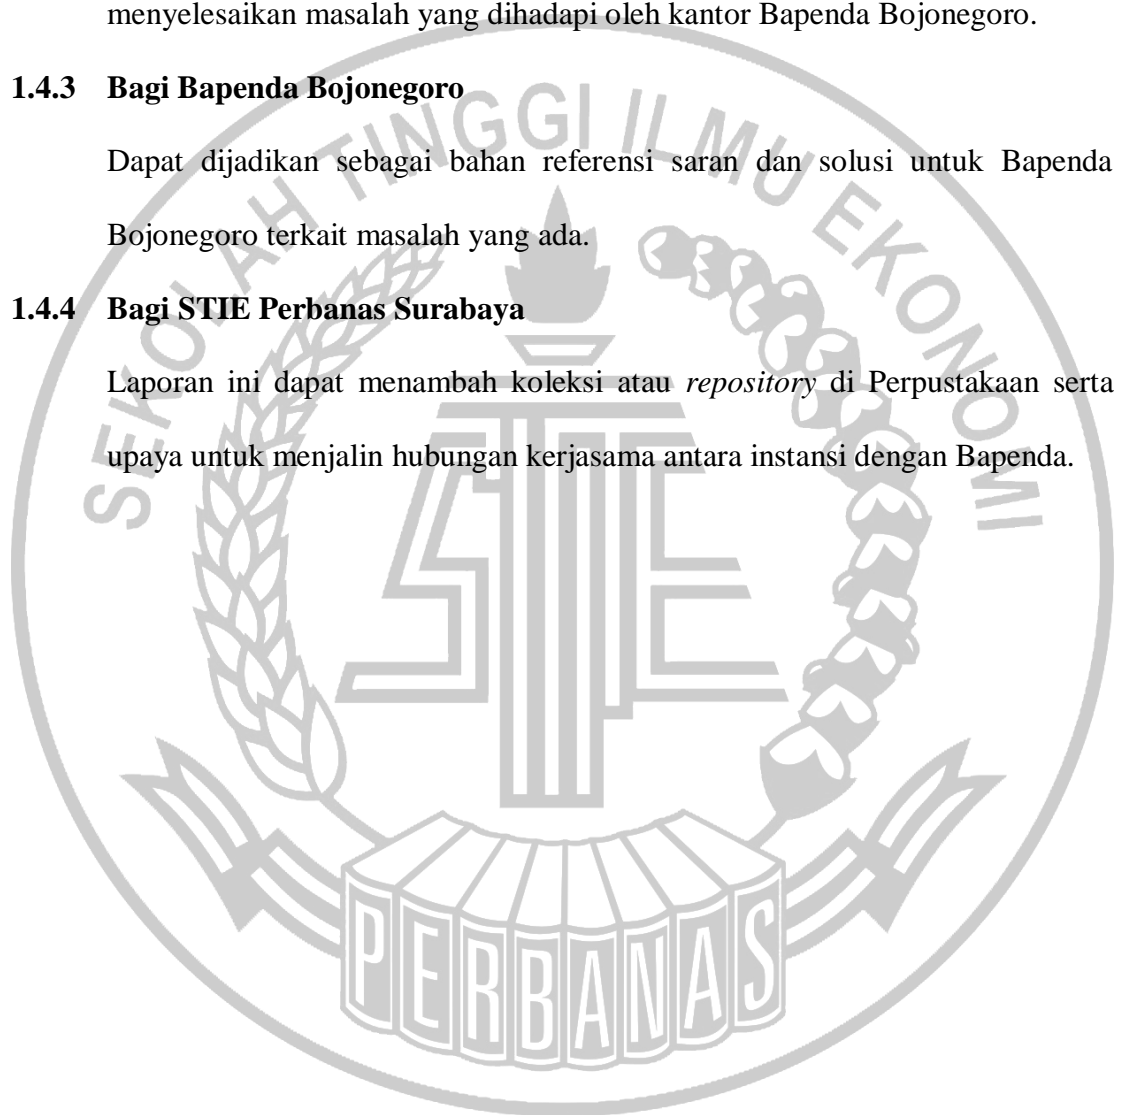 menyelesaikan masalah yang dihadapi oleh kantor Bapenda Bojonegoro.
1.4.3 Bagi Bapenda Bojonegoro
Dapat dijadikan sebagai bahan referensi saran dan solusi untuk Bapenda
Bojonegoro terkait masalah yang ada.
1.4.4 Bagi STIE Perbanas Surabaya
Laporan ini dapat menambah koleksi atau repository di Perpustakaan serta
upaya untuk menjalin hubungan kerjasama antara instansi dengan Bapenda.
SEKOLAH TINGGI ILMU EKONOMI
STIE
PERBANAS